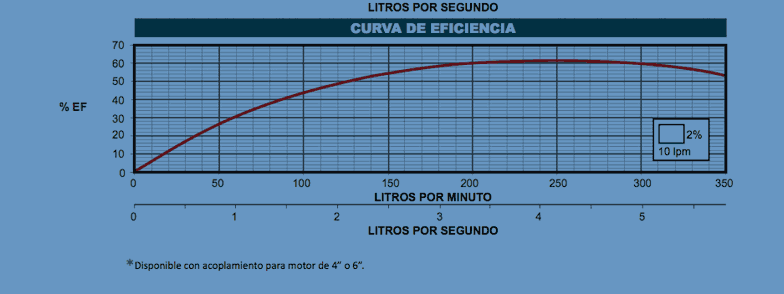 LITROS POR SEGUNDO
CURVA DE EFICIENCIA
70
60
50
% EF
40
30
20
10
0
2%
10 lpm
0 50 100 150 200 250 300 350
LITROS POR MINUTO
0 1 2 3 4 5
LITROS POR SEGUNDO
*Disponible con acoplamiento para motor de 4” o 6”.